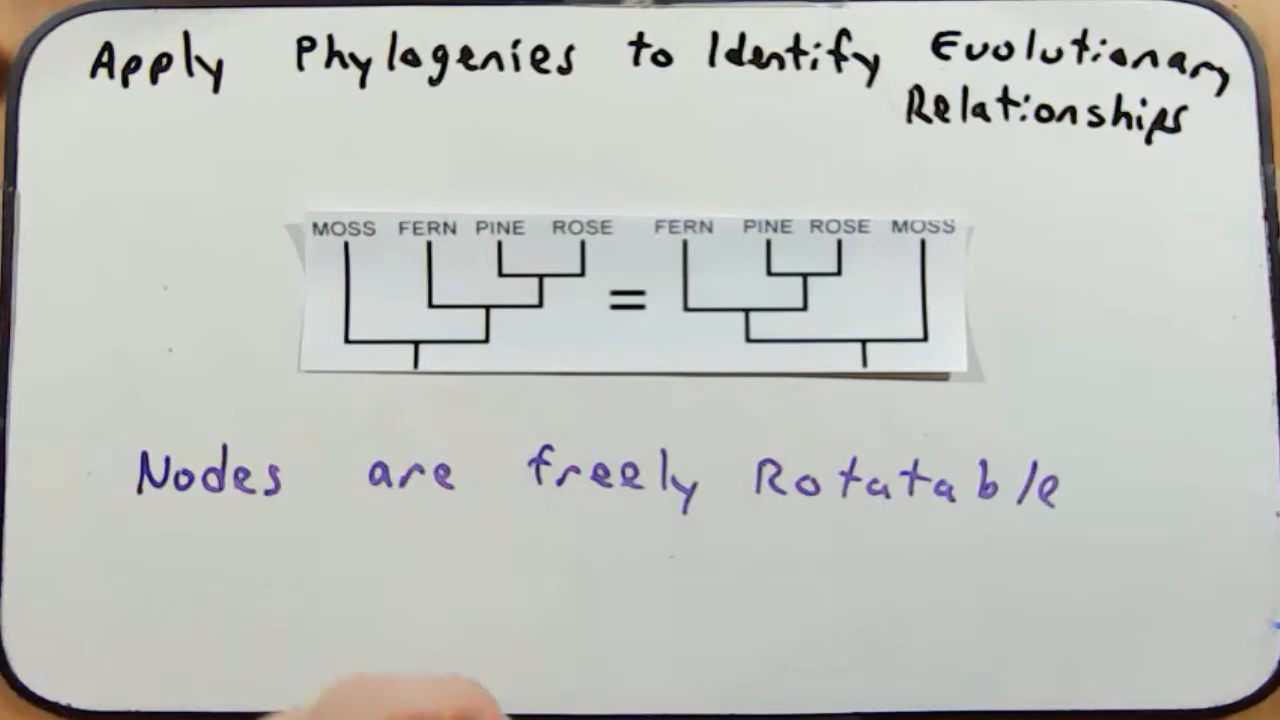 Apply Phylogenies to Identify Evolutionary
Relationships
MOSS FERN PINE ROSE FERN PINE ROSE MOSS
=
Nodes are freely Rotatable